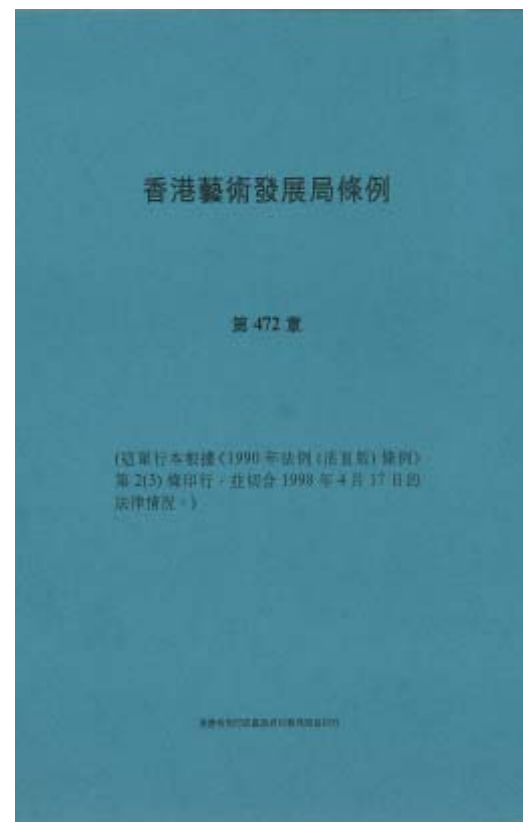 香港藝術發展局條例
第 472 章
(這單行本根據《1990 年法例 (活頁版) 條例》
第 2(3) 條印行，並切合 1998 年 4 月 17 日的
法律情況。)